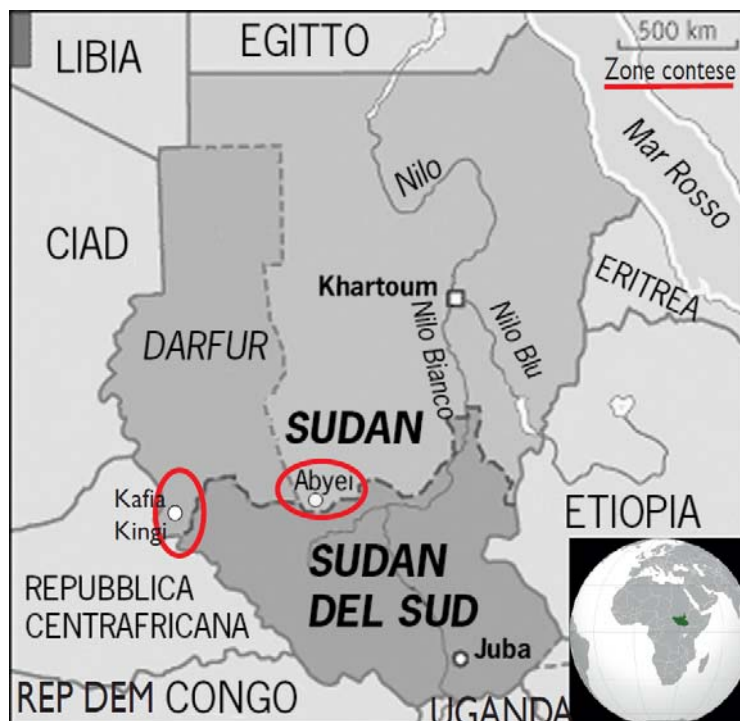 500 km
EGITTO
LIBIA
Zone contese
Mar Rosso
Nilo
CIAD
ERITREA
Khartoum
DARFUR
Nilo Bianco
Nilo Blu
SUDAN
Abyei
Kafia
Kingi
ETIOPIA
SUDAN
DEL SUD
REPUBBLICA
CENTRAFRICANA
Juba
REP DEM CONGO
UGANDA